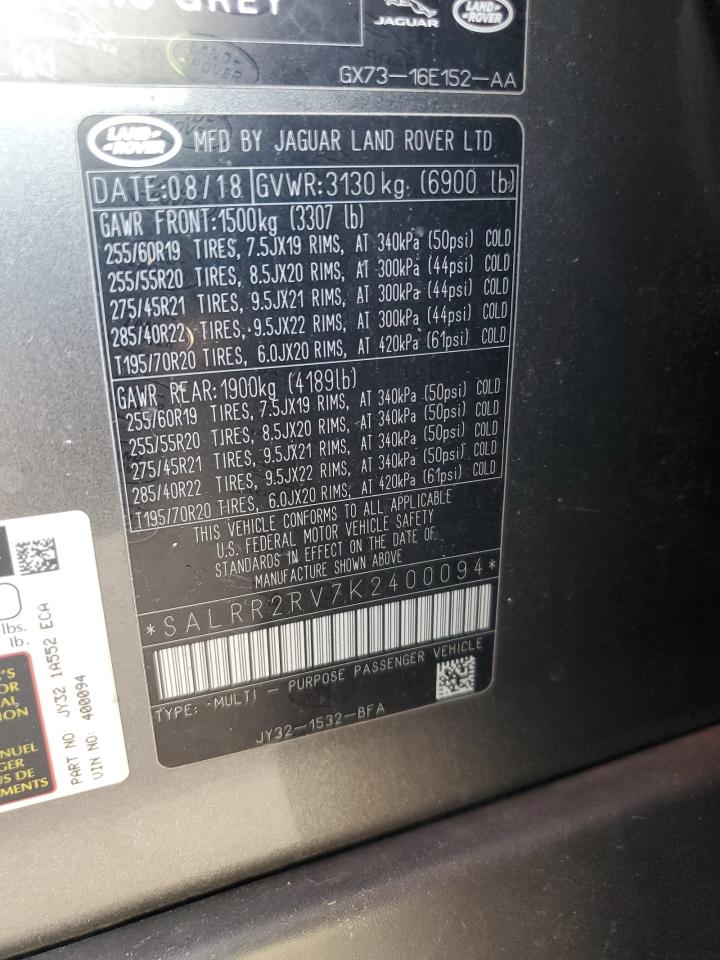 GREY
JAGUAR
LAND ROVER
LAND ROVER
GX73-16E152-AA
LAND ROVER MFD BY JAGUAR LAND ROVER LTD
DATE:08/18 GVWR:3130kg (6900 lb)
GAWR FRONT:1500kg (3307 lb)
255/60R19 TIRES, 7.5JX19 RIMS, AT 340kPa (50psi) COLD
255/55R20 TIRES, 8.5JX20 RIMS, AT 300kPa (44psi) COLD
275/45R21 TIRES, 9.5JX21 RIMS, AT 300kPa (44psi) COLD
285/40R22 TIRES, 9.5JX22 RIMS, AT 300kPa (44psi) COLD
T195/70R20 TIRES, 6.0JX20 RIMS, AT 420kPa (61psi) COLD
GAWR REAR:1900kg (4189lb)
255/60R19 TIRES, 7.5JX19 RIMS, AT 340kPa (50psi) COLD
255/55R20 TIRES, 8.5JX20 RIMS, AT 340kPa (50psi) COLD
275/45R21 TIRES, 9.5JX21 RIMS, AT 340kPa (50psi) COLD
285/40R22 TIRES, 9.5JX22 RIMS, AT 340kPa (50psi) COLD
T195/70R20 TIRES, 6.0JX20 RIMS, AT 420kPa (61psi) COLD
THIS VEHICLE CONFORMS TO ALL APPLICABLE
U.S. FEDERAL MOTOR VEHICLE SAFETY
STANDARDS IN EFFECT ON THE DATE OF
MANUFACTURE SHOWN ABOVE
*SALRR2RV7K2400094*
TYPE: MULTI - PURPOSE PASSENGER VEHICLE
JY32-1532-BFA
lbs.
lb.
PART NO JY32 1A552 ECA
VIN NO: 400094